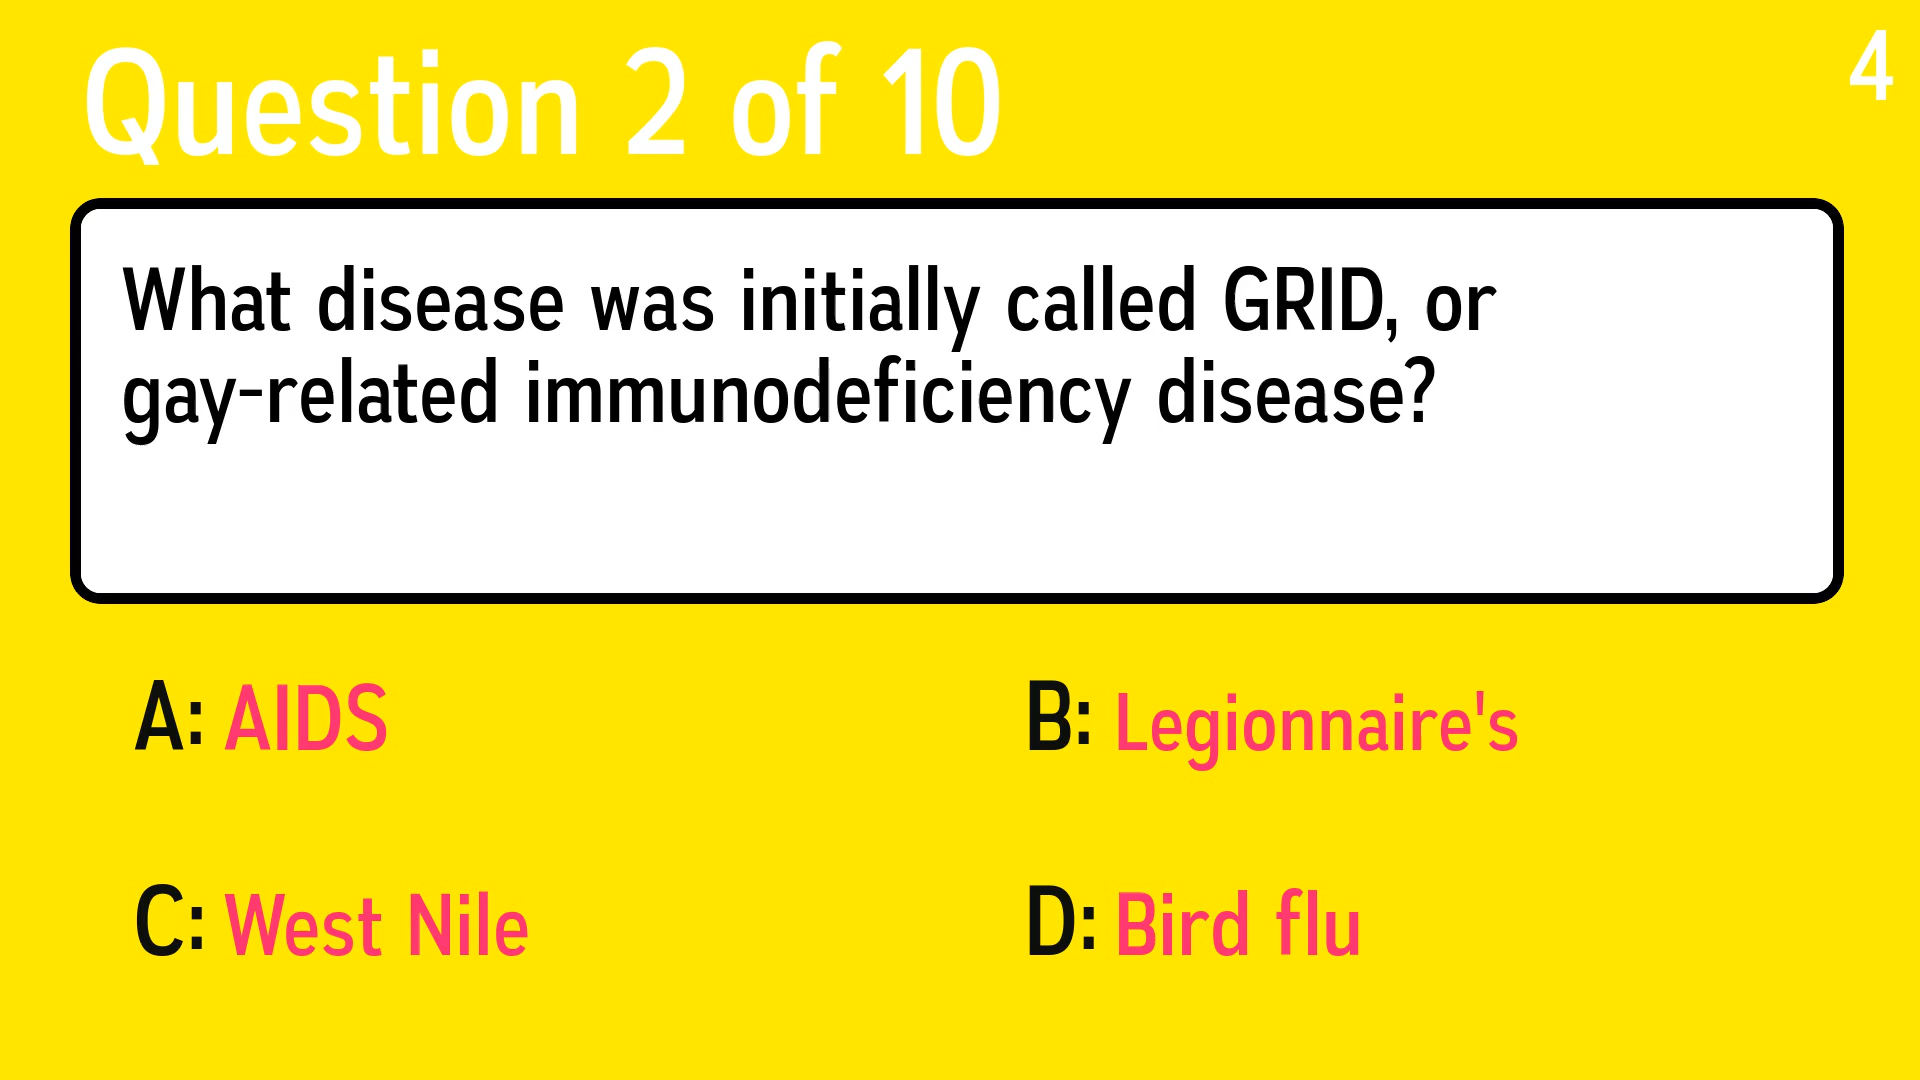 Question 2 of 10
4
What disease was initially called GRID, or
gay-related immunodeficiency disease?
A: AIDS
B: Legionnaire's
C: West Nile
D: Bird flu